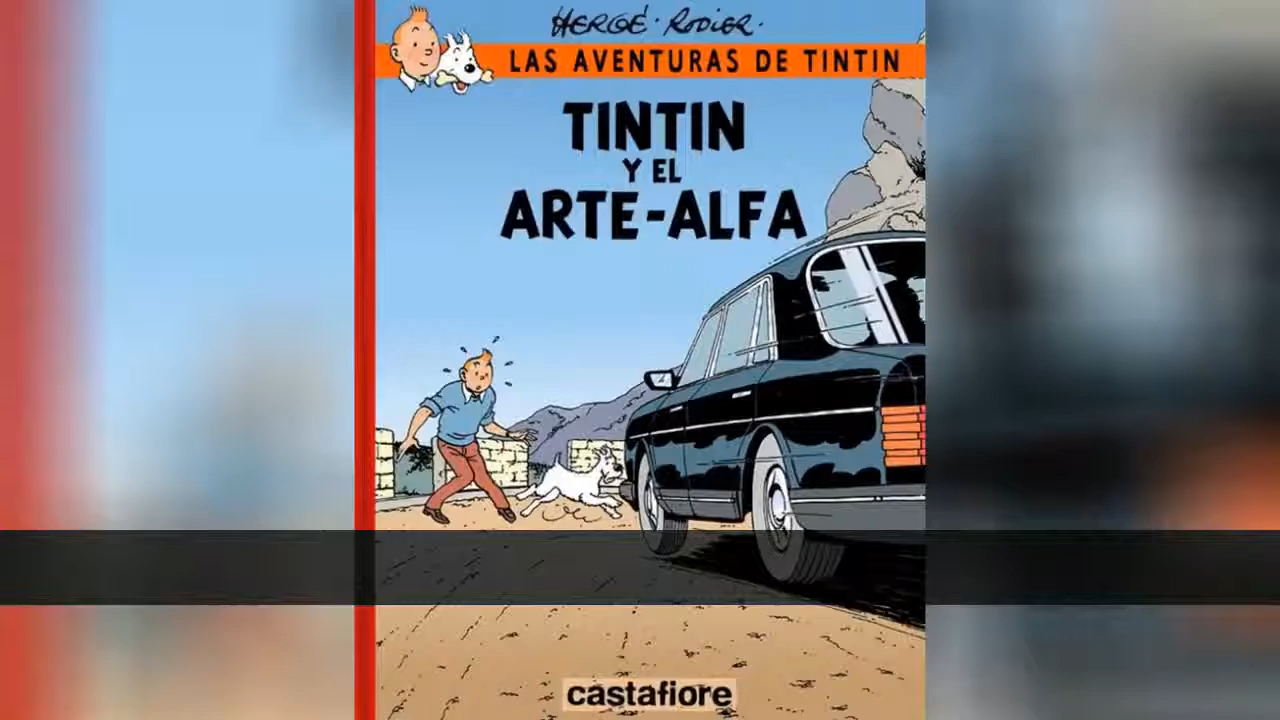 HERGÉ · RODIER ·
LAS AVENTURAS DE TINTIN
TINTIN
Y EL
ARTE-ALFA
castafiore